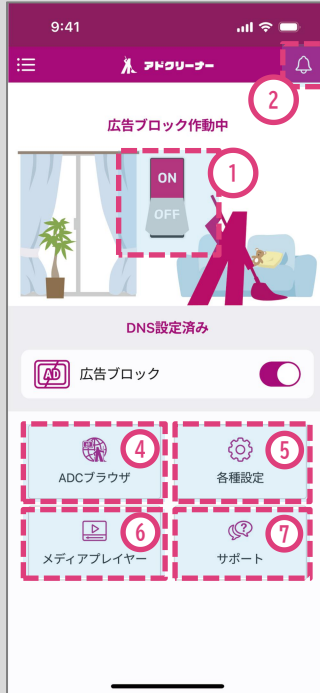 9:41
アドクリーナー
2
広告ブロック作動中
ON
OFF
1
DNS設定済み
AD 広告ブロック
4
ADCブラウザ
5
各種設定
6
メディアプレイヤー
7
サポート